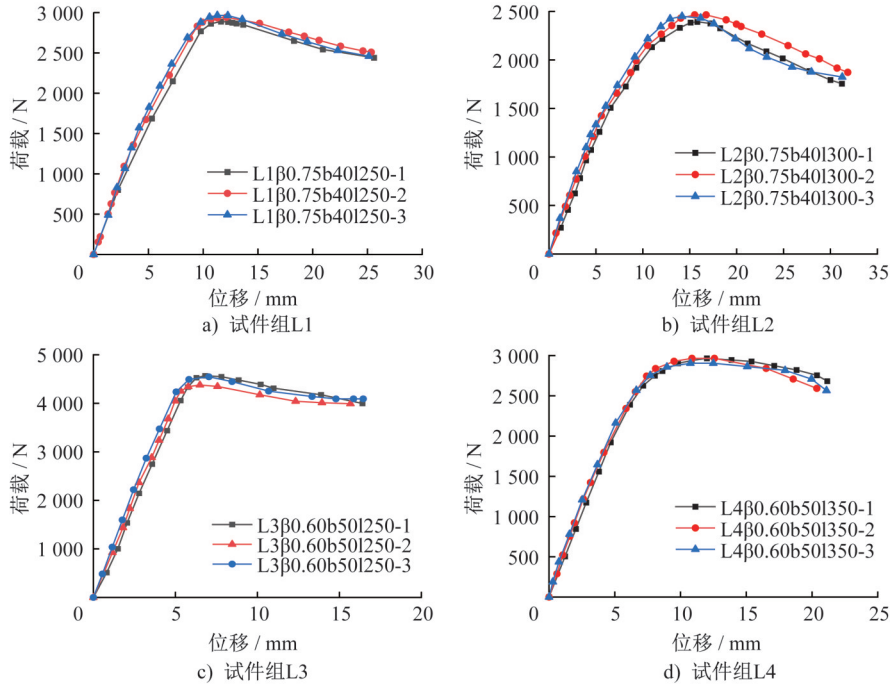 3 000
2 500
2 000
1 500
1 000
500
0
5
10
15
20
25
30
荷载 / N
位移 / mm
L1β0.75b40l250-1
L1β0.75b40l250-2
L1β0.75b40l250-3
a) 试件组L1
2 500
2 000
1 500
1 000
500
0
5
10
15
20
25
30
35
荷载 / N
位移 / mm
L2β0.75b40l300-1
L2β0.75b40l300-2
L2β0.75b40l300-3
b) 试件组L2
5 000
4 000
3 000
2 000
1 000
0
5
10
15
20
荷载 / N
位移 / mm
L3β0.60b50l250-1
L3β0.60b50l250-2
L3β0.60b50l250-3
c) 试件组L3
3 000
2 500
2 000
1 500
1 000
500
0
5
10
15
20
25
荷载 / N
位移 / mm
L4β0.60b50l350-1
L4β0.60b50l350-2
L4β0.60b50l350-3
d) 试件组L4